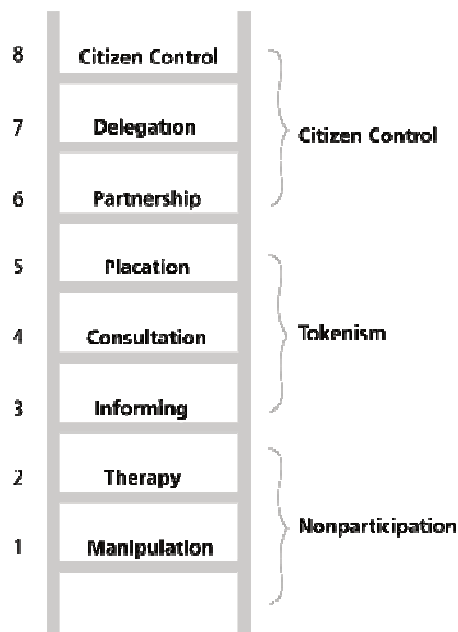 8 Citizen Control
7 Delegation
Citizen Control
6 Partnership
5 Placation
4 Consultation
Tokenism
3 Informing
2 Therapy
Nonparticipation
1 Manipulation